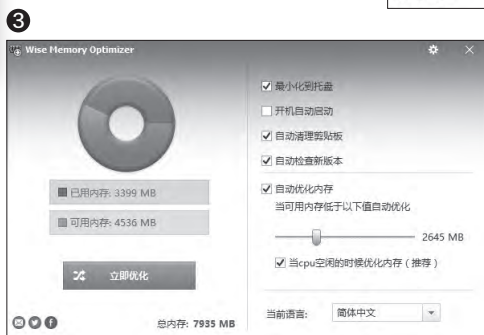 3
Wise Memory Optimizer
已用内存: 3399 MB
可用内存: 4536 MB
立即优化
总内存: 7935 MB
最小化到托盘
开机自动启动
自动清理剪贴板
自动检查新版本
自动优化内存
当可用内存低于以下值自动优化
2645 MB
当cpu空闲的时候优化内存（推荐）
当前语言:
简体中文